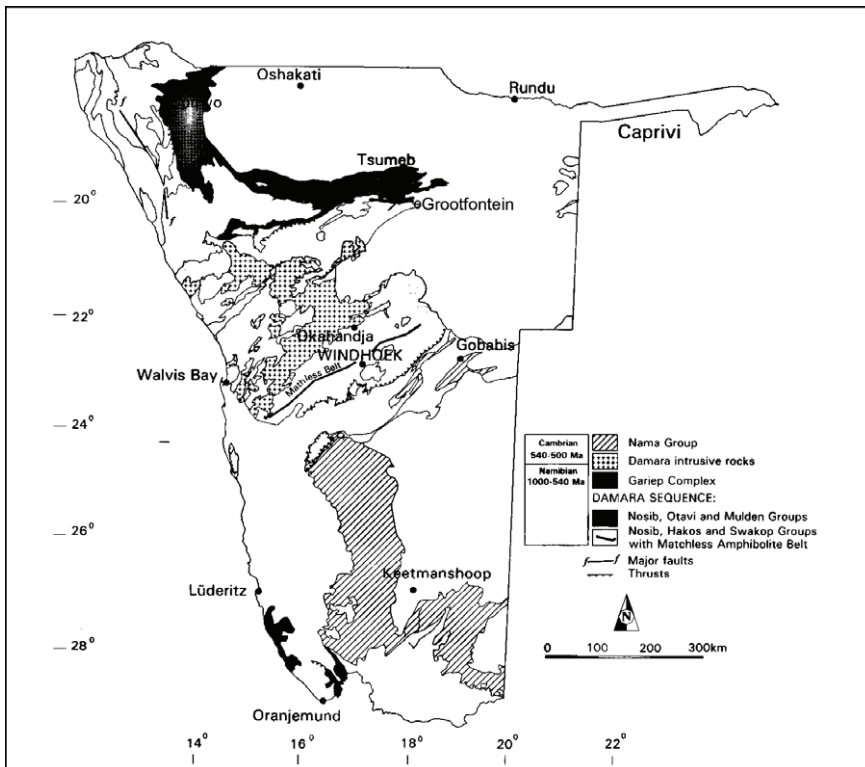 Oshakati
Rundu
Caprivi
Tsumeb
20°
Grootfontein
22°
Okahandja
WINDHOEK
Gobabis
Mathless Belt
Walvis Bay
24°
Cambrian
540-500 Ma
Namibian
1000-540 Ma
Nama Group
Damara intrusive rocks
Gariep Complex
DAMARA SEQUENCE:
Nosib, Otavi and Mulden Groups
Nosib, Hakos and Swakop Groups
with Matchless Amphibolite Belt
f f Major faults
Thrusts
26°
Keetmanshoop
Lüderitz
N
28°
0 100 200 300km
Oranjemund
14° 16° 18° 20° 22°